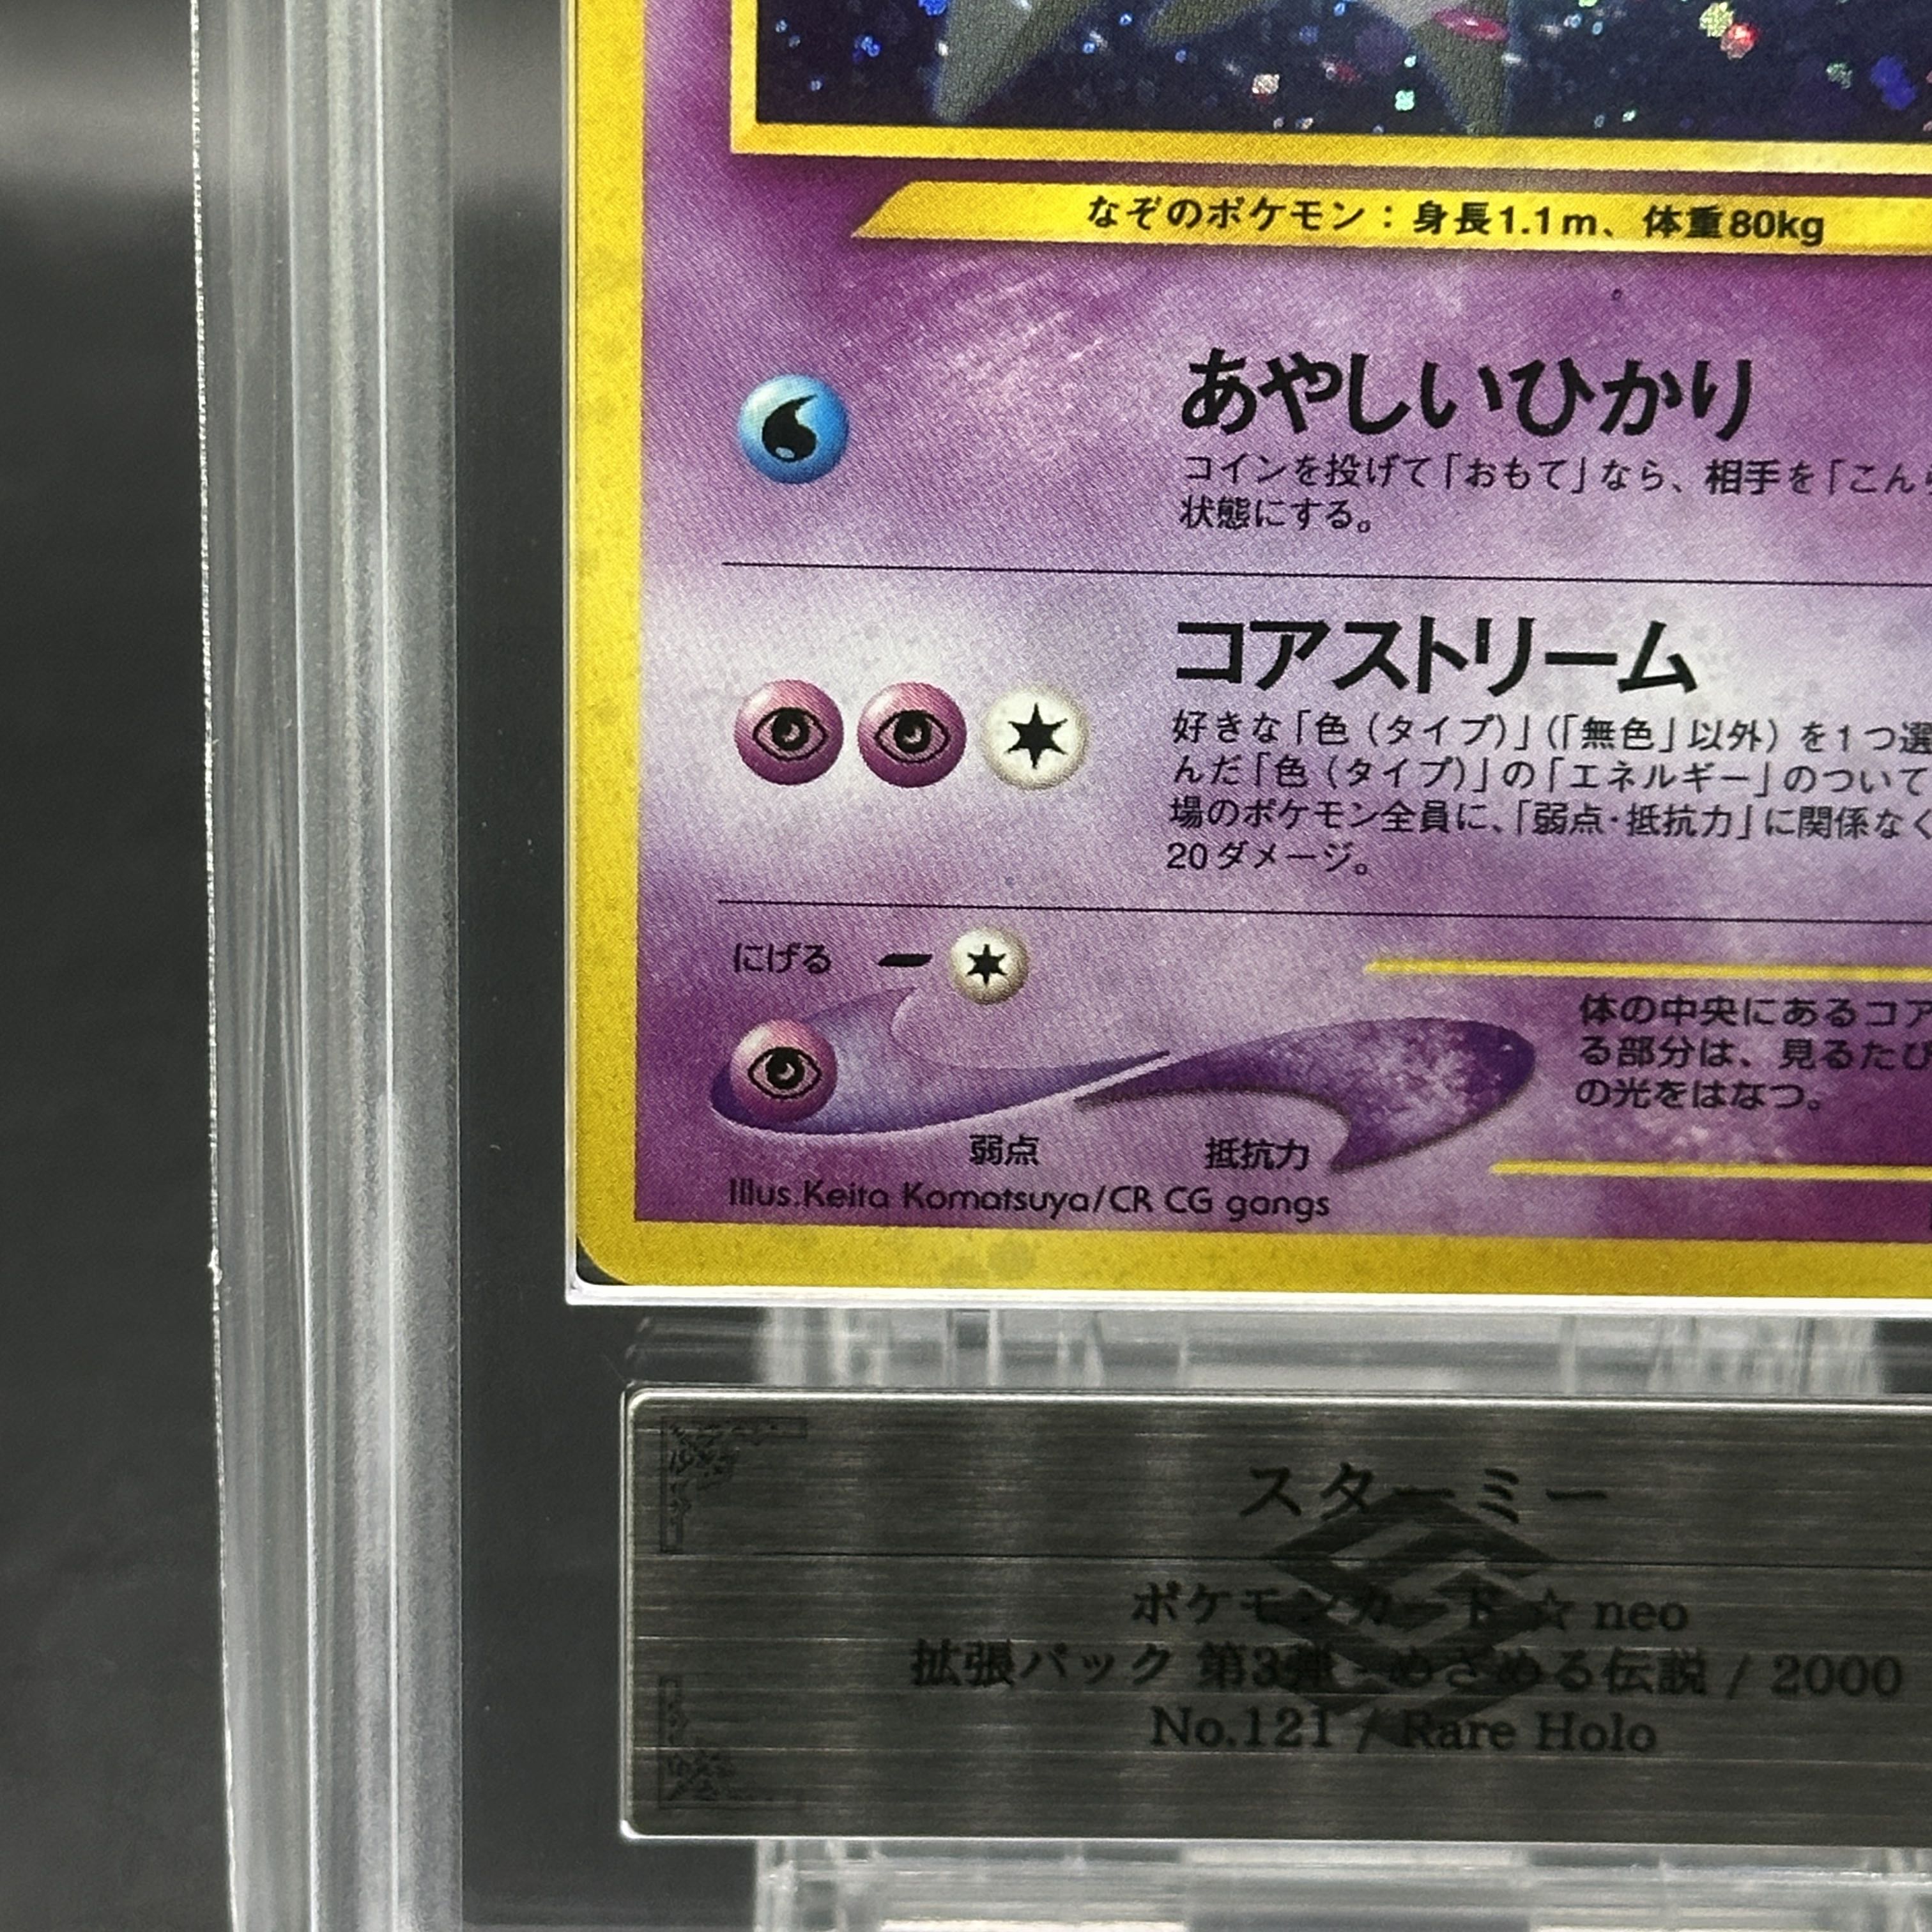 なぞのポケモン：身長1.1m、体重80kg
あやしいひかり
コインを投げて「おもて」なら、相手を「こん
状態にする。
コアストリーム
好きな「色（タイプ）」（「無色」以外）を1つ選
んだ「色（タイプ）」の「エネルギー」のついて
場のポケモン全員に、「弱点・抵抗力」に関係なく
20ダメージ。
にげる
体の中央にあるコア
る部分は、見るたび
の光をはなつ。
弱点 抵抗力
Illus.Keita Komatsuya/CR CG gangs
スターミー
ポケモンカード ☆ neo
拡張パック 第3弾 めざめる伝説 / 2000
No.121 / Rare Holo